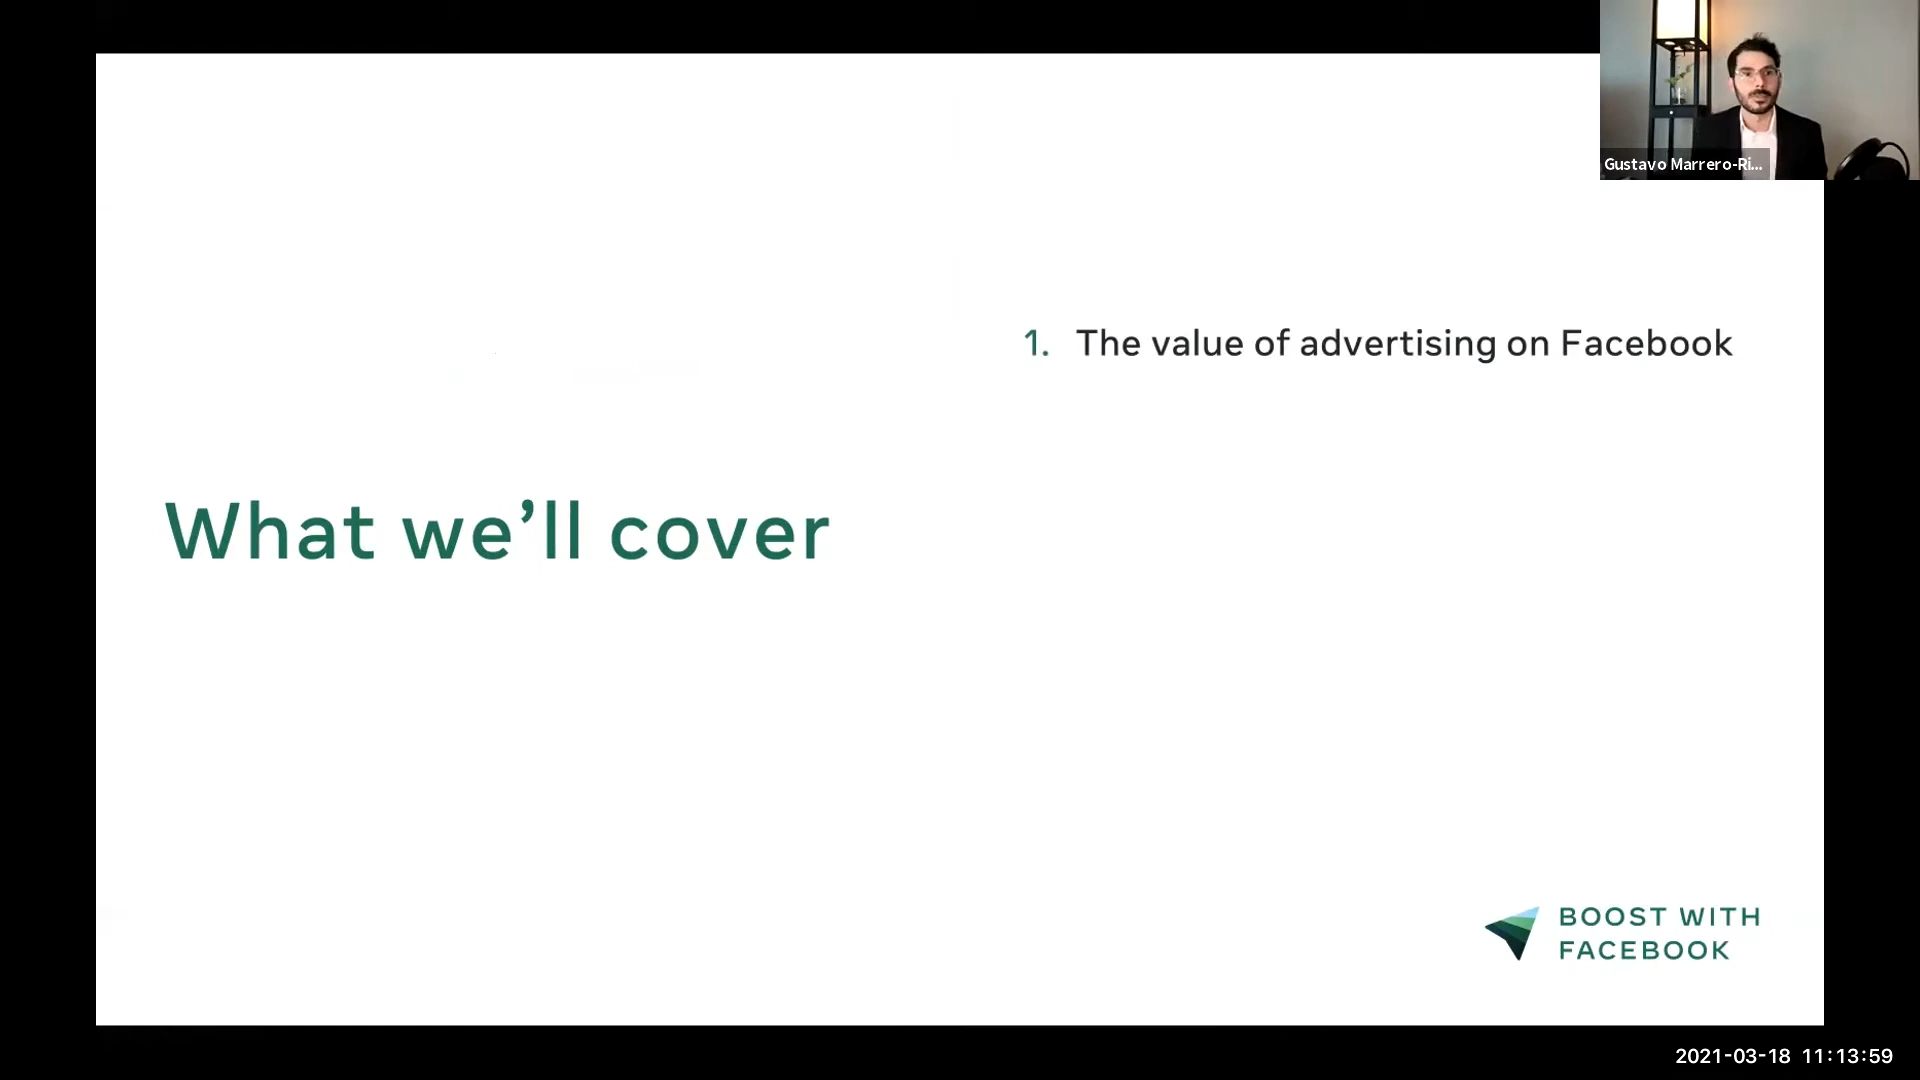 Gustavo Marrero-Ri...
1. The value of advertising on Facebook
What we’ll cover
BOOST WITH
FACEBOOK
2021-03-18 11:13:59